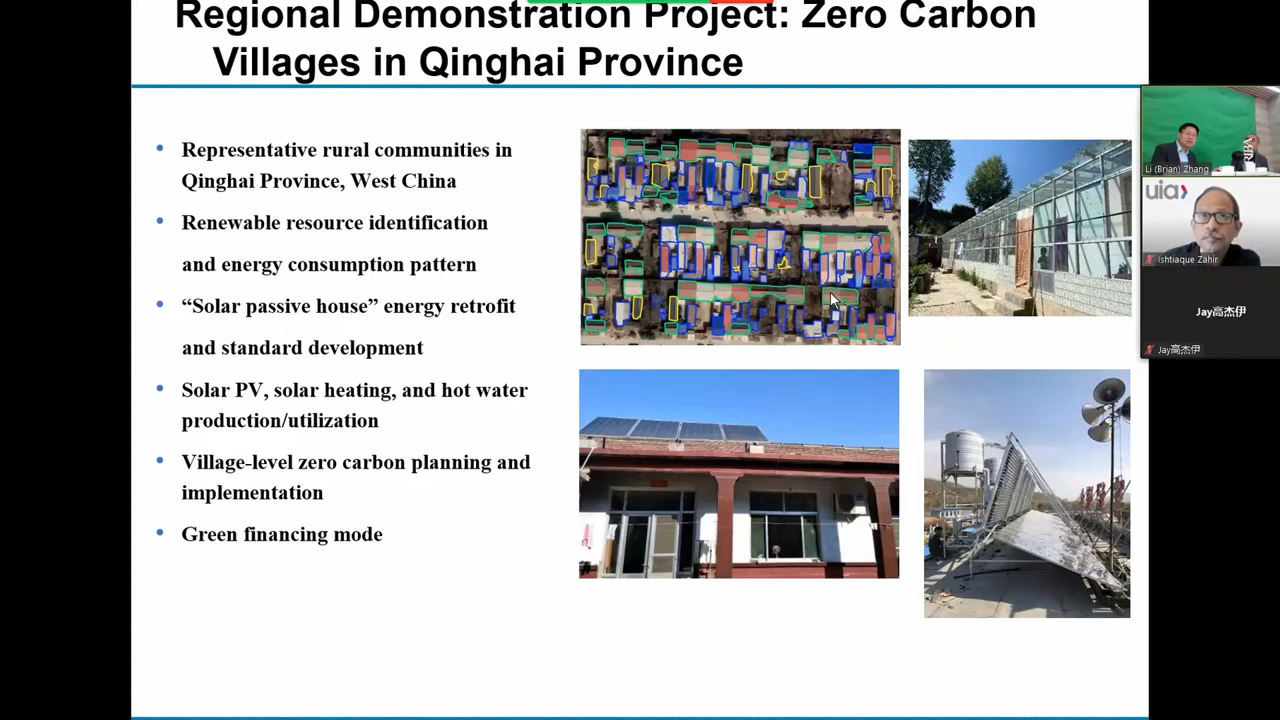 Regional Demonstration Project: Zero Carbon
Villages in Qinghai Province
Representative rural communities in
Qinghai Province, West China
Renewable resource identification
and energy consumption pattern
“Solar passive house” energy retrofit
and standard development
Solar PV, solar heating, and hot water
production/utilization
Village-level zero carbon planning and
implementation
Green financing mode
RIBA
Li (Brian) Zhang
uia
Ishtiaque Zahir
Jay高杰伊
Jay高杰伊